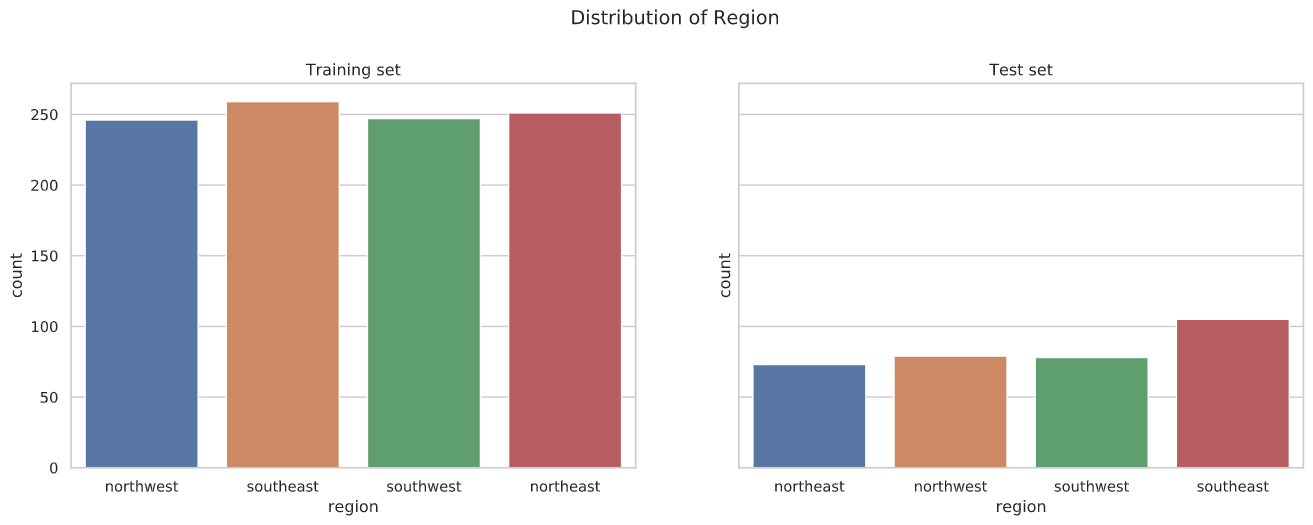 Distribution of Region
Training set
count
250
200
150
100
50
0
northwest southeast southwest northeast
region
Test set
count
northeast northwest southwest southeast
region